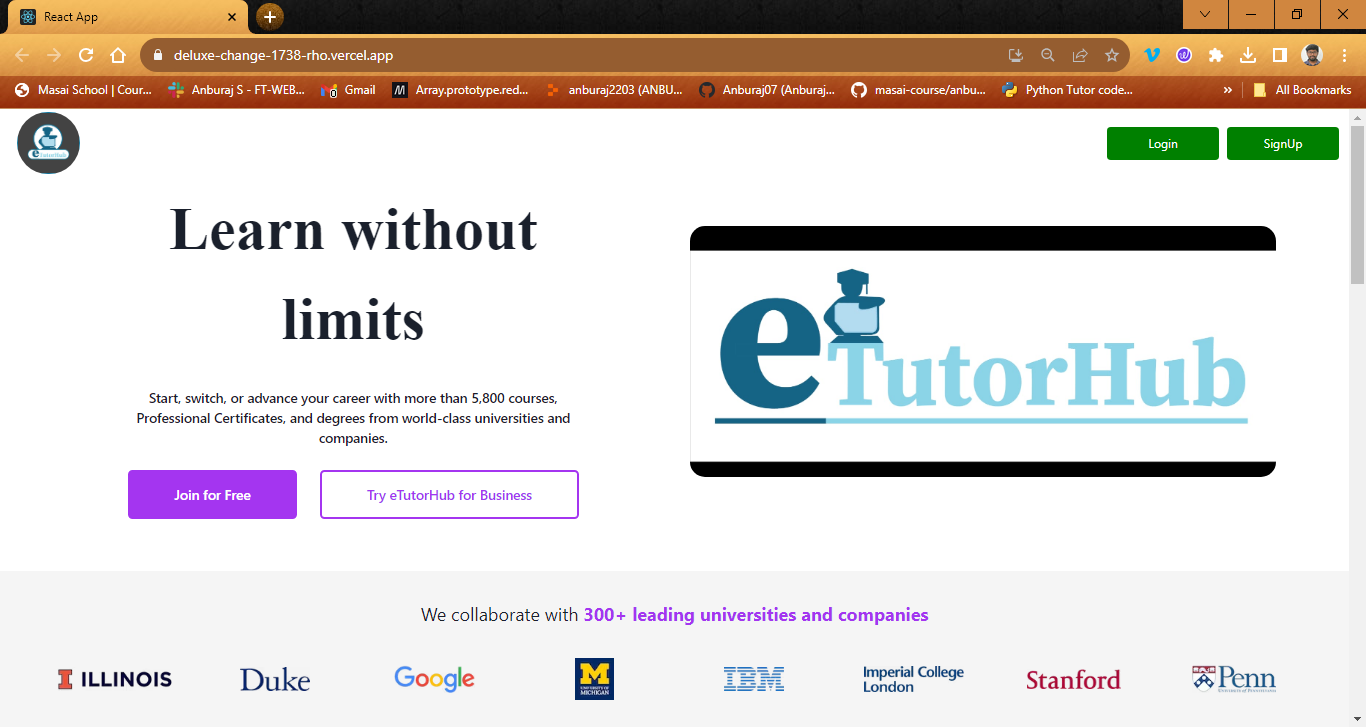 React App
deluxe-change-1738-rho.vercel.app
Masai School | Cour...
Anburaj S - FT-WEB...
Gmail
Array.prototype.red...
anburaj2203 (ANBU...
Anburaj07 (Anburaj...
masai-course/anbu...
Python Tutor code...
»
All Bookmarks
eTutorHub
Login
SignUp
Learn without
limits
Start, switch, or advance your career with more than 5,800 courses,
Professional Certificates, and degrees from world-class universities and
companies.
Join for Free
Try eTutorHub for Business
eTutorHub
We collaborate with 300+ leading universities and companies
I ILLINOIS
Duke
Google
M
UNIVERSITY OF
MICHIGAN
IBM
Imperial College
London
Stanford
Penn
UNIVERSITY OF PENNSYLVANIA